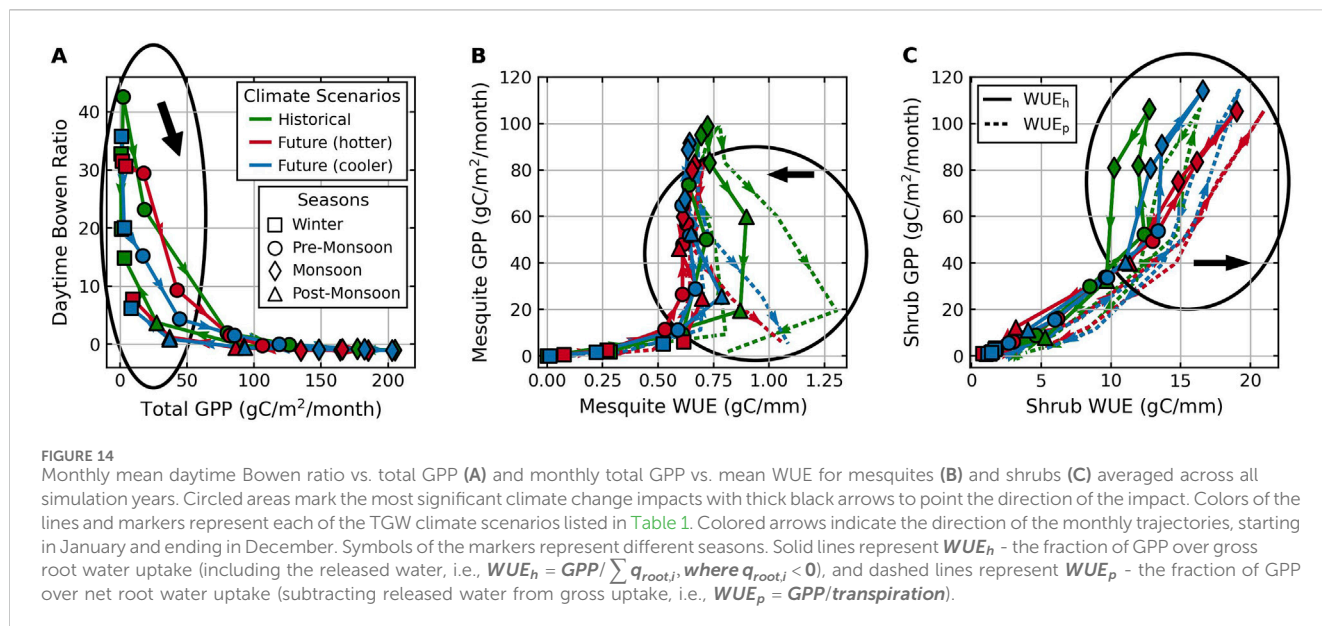 A
B
C
Daytime Bowen Ratio
40
30
20
10
0
0
50
100
150
200
Total GPP (gC/m²/month)
Climate Scenarios
Historical
Future (hotter)
Future (cooler)
Seasons
Winter
Pre-Monsoon
Monsoon
Post-Monsoon
Mesquite GPP (gC/m²/month)
120
100
80
60
40
20
0
0.00
0.25
0.50
0.75
1.00
1.25
Mesquite WUE (gC/mm)
Shrub GPP (gC/m²/month)
120
100
80
60
40
20
0
5
10
15
20
Shrub WUE (gC/mm)
WUEₕ
WUEₚ
FIGURE 14
Monthly mean daytime Bowen ratio vs. total GPP (A) and monthly total GPP vs. mean WUE for mesquites (B) and shrubs (C) averaged across all
simulation years. Circled areas mark the most significant climate change impacts with thick black arrows to point the direction of the impact. Colors of the
lines and markers represent each of the TGW climate scenarios listed in Table 1. Colored arrows indicate the direction of the monthly trajectories, starting
in January and ending in December. Symbols of the markers represent different seasons. Solid lines represent WUEₕ - the fraction of GPP over gross
root water uptake (including the released water, i.e., WUEₕ = GPP/ ∑ q_root,i, where q_root,i < 0), and dashed lines represent WUEₚ - the fraction of GPP
over net root water uptake (subtracting released water from gross uptake, i.e., WUEₚ = GPP/transpiration).